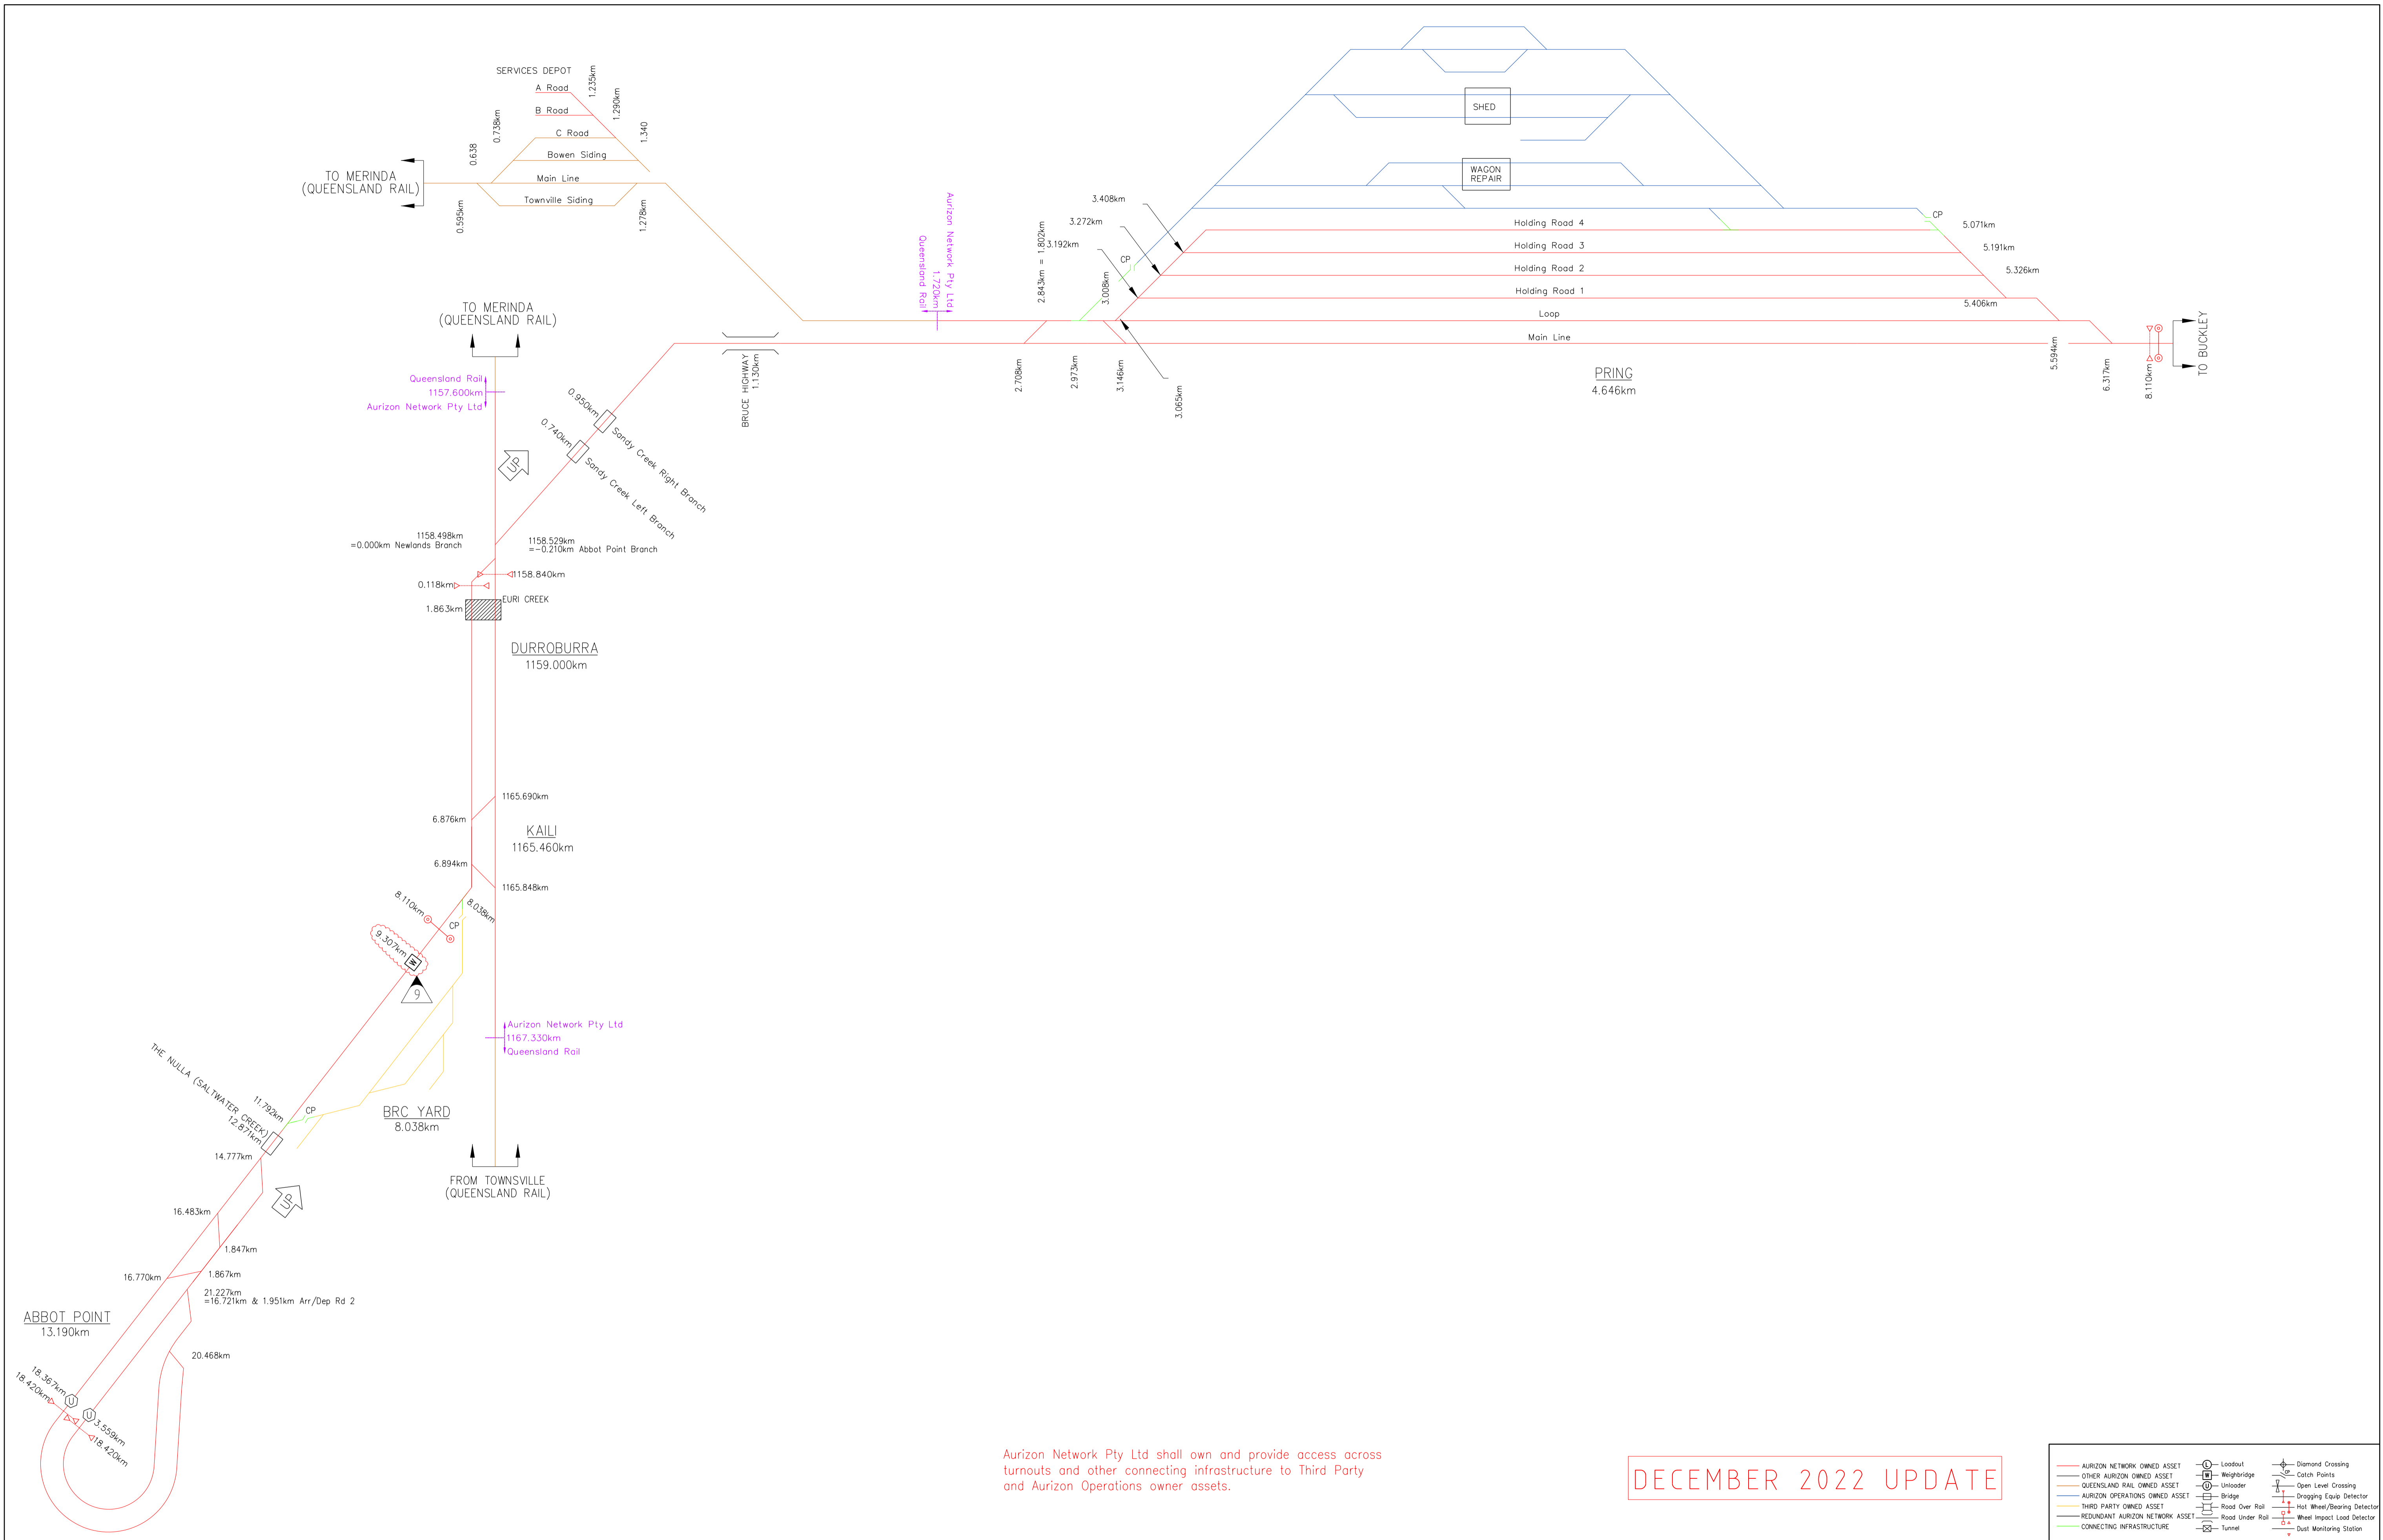 SERVICES DEPOT
A Road
B Road
C Road
Bowen Siding
Main Line
Townville Siding
0.638
0.738km
1.235km
1.290km
1.340
0.595km
1.278km
TO MERINDA
(QUEENSLAND RAIL)
Queensland Rail
1.720km
Aurizon Network Pty Ltd
SHED
WAGON
REPAIR
3.408km
3.272km
3.192km
CP
2.843km = 1.802km
3.008km
Holding Road 4
Holding Road 3
Holding Road 2
Holding Road 1
Loop
Main Line
CP
5.071km
5.191km
5.326km
5.406km
2.708km
2.973km
3.146km
3.065km
PRING
4.646km
5.594km
6.317km
8.110km
TO BUCKLEY
TO MERINDA
(QUEENSLAND RAIL)
Queensland Rail
1157.600km
Aurizon Network Pty Ltd
BRUCE HIGHWAY
1.130km
0.950km
Sandy Creek Right Branch
0.740km
Sandy Creek Left Branch
UP
1158.498km
=0.000km Newlands Branch
1158.529km
=-0.210km Abbot Point Branch
1158.840km
0.118km
EURI CREEK
1.863km
DURROBURRA
1159.000km
1165.690km
6.876km
KAILI
1165.460km
6.894km
1165.848km
8.038km
8.110km
CP
9.307km
W
9
Aurizon Network Pty Ltd
1167.330km
Queensland Rail
THE NULLA (SALTWATER CREEK)
12.871km
11.792km
CP
BRC YARD
8.038km
FROM TOWNSVILLE
(QUEENSLAND RAIL)
14.777km
UP
16.483km
1.847km
16.770km
1.867km
21.227km
=16.721km & 1.951km Arr/Dep Rd 2
ABBOT POINT
13.190km
20.468km
18.367km
18.420km
U
U
3.559km
18.420km
Aurizon Network Pty Ltd shall own and provide access across
turnouts and other connecting infrastructure to Third Party
and Aurizon Operations owner assets.
DECEMBER 2022 UPDATE
AURIZON NETWORK OWNED ASSET
OTHER AURIZON OWNED ASSET
QUEENSLAND RAIL OWNED ASSET
AURIZON OPERATIONS OWNED ASSET
THIRD PARTY OWNED ASSET
REDUNDANT AURIZON NETWORK ASSET
CONNECTING INFRASTRUCTURE
L Loadout
W Weighbridge
U Unloader
Bridge
Road Over Rail
Road Under Rail
Tunnel
Diamond Crossing
CP Catch Points
Open Level Crossing
Dragging Equip Detector
Hot Wheel/Bearing Detector
Wheel Impact Load Detector
Dust Monitoring Station